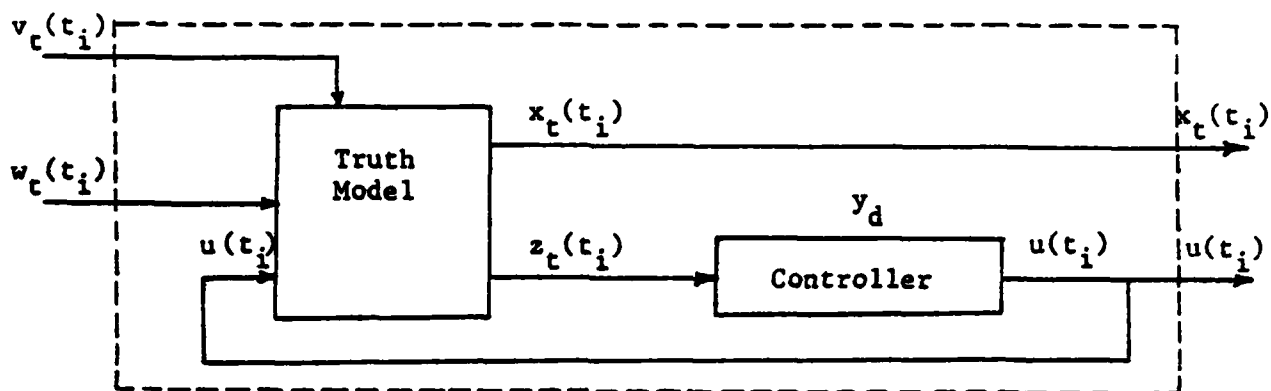 v_t(t_i)
x_t(t_i)
x_t(t_i)
Truth
Model
w_t(t_i)
y_d
u(t_i)
z_t(t_i)
u(t_i)
u(t_i)
Controller